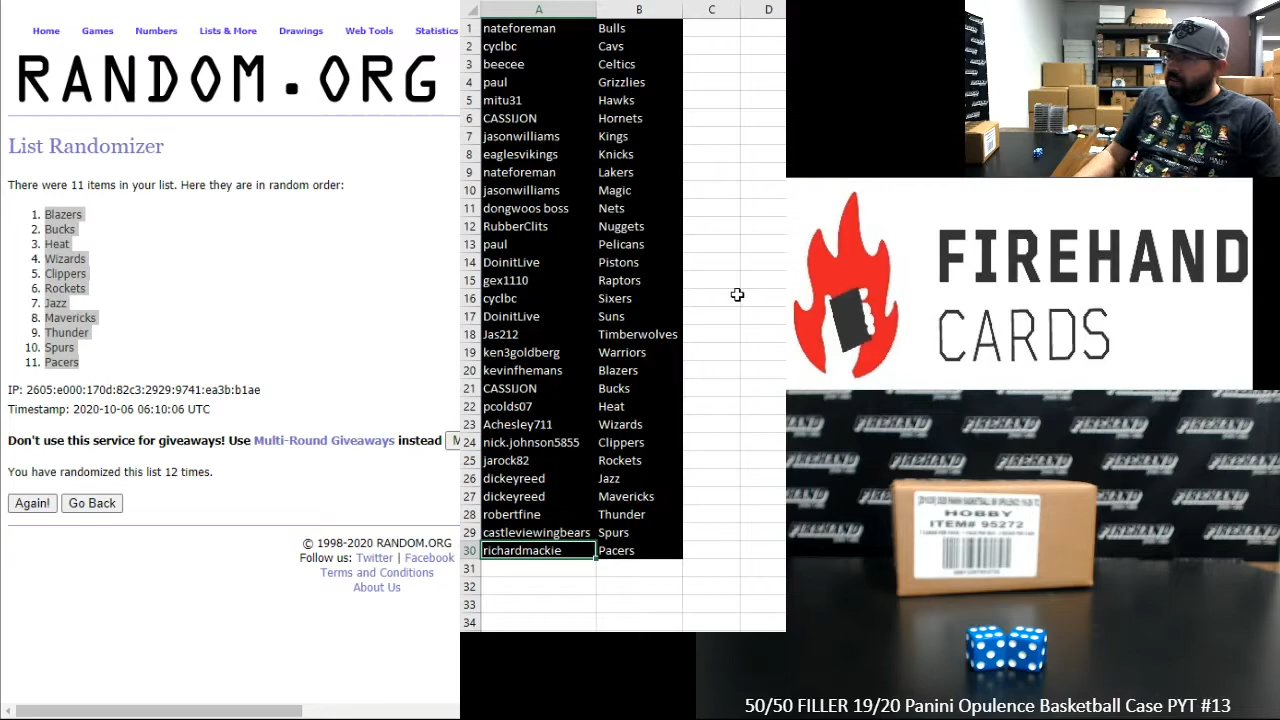 Home Games Numbers Lists & More Drawings Web Tools Statistics
RANDOM.ORG
List Randomizer
There were 11 items in your list. Here they are in random order:
1. Blazers
2. Bucks
3. Heat
4. Wizards
5. Clippers
6. Rockets
7. Jazz
8. Mavericks
9. Thunder
10. Spurs
11. Pacers
IP: 2605:e000:170d:82c3:2929:9741:ea3b:b1ae
Timestamp: 2020-10-06 06:10:06 UTC
Don't use this service for giveaways! Use Multi-Round Giveaways instead M
You have randomized this list 12 times.
Again! Go Back
© 1998-2020 RANDOM.ORG
Follow us: Twitter | Facebook
Terms and Conditions
About Us
A B C D
1 nateforeman Bulls
2 cyclbc Cavs
3 beecee Celtics
4 paul Grizzlies
5 mitu31 Hawks
6 CASSIJON Hornets
7 jasonwilliams Kings
8 eaglesvikings Knicks
9 nateforeman Lakers
10 jasonwilliams Magic
11 dongwoos boss Nets
12 RubberClits Nuggets
13 paul Pelicans
14 DoinitLive Pistons
15 gex1110 Raptors
16 cyclbc Sixers
17 DoinitLive Suns
18 Jas212 Timberwolves
19 ken3goldberg Warriors
20 kevinfhemans Blazers
21 CASSIJON Bucks
22 pcolds07 Heat
23 Achesley711 Wizards
24 nick.johnson5855 Clippers
25 jarock82 Rockets
26 dickeyreed Jazz
27 dickeyreed Mavericks
28 robertfine Thunder
29 castleviewingbears Spurs
30 richardmackie Pacers
31
32
33
34
FIREHAND
CARDS
FIREHAND FIREHAND FIREHAND
HOBBY
ITEM# 95272
50/50 FILLER 19/20 Panini Opulence Basketball Case PYT #13